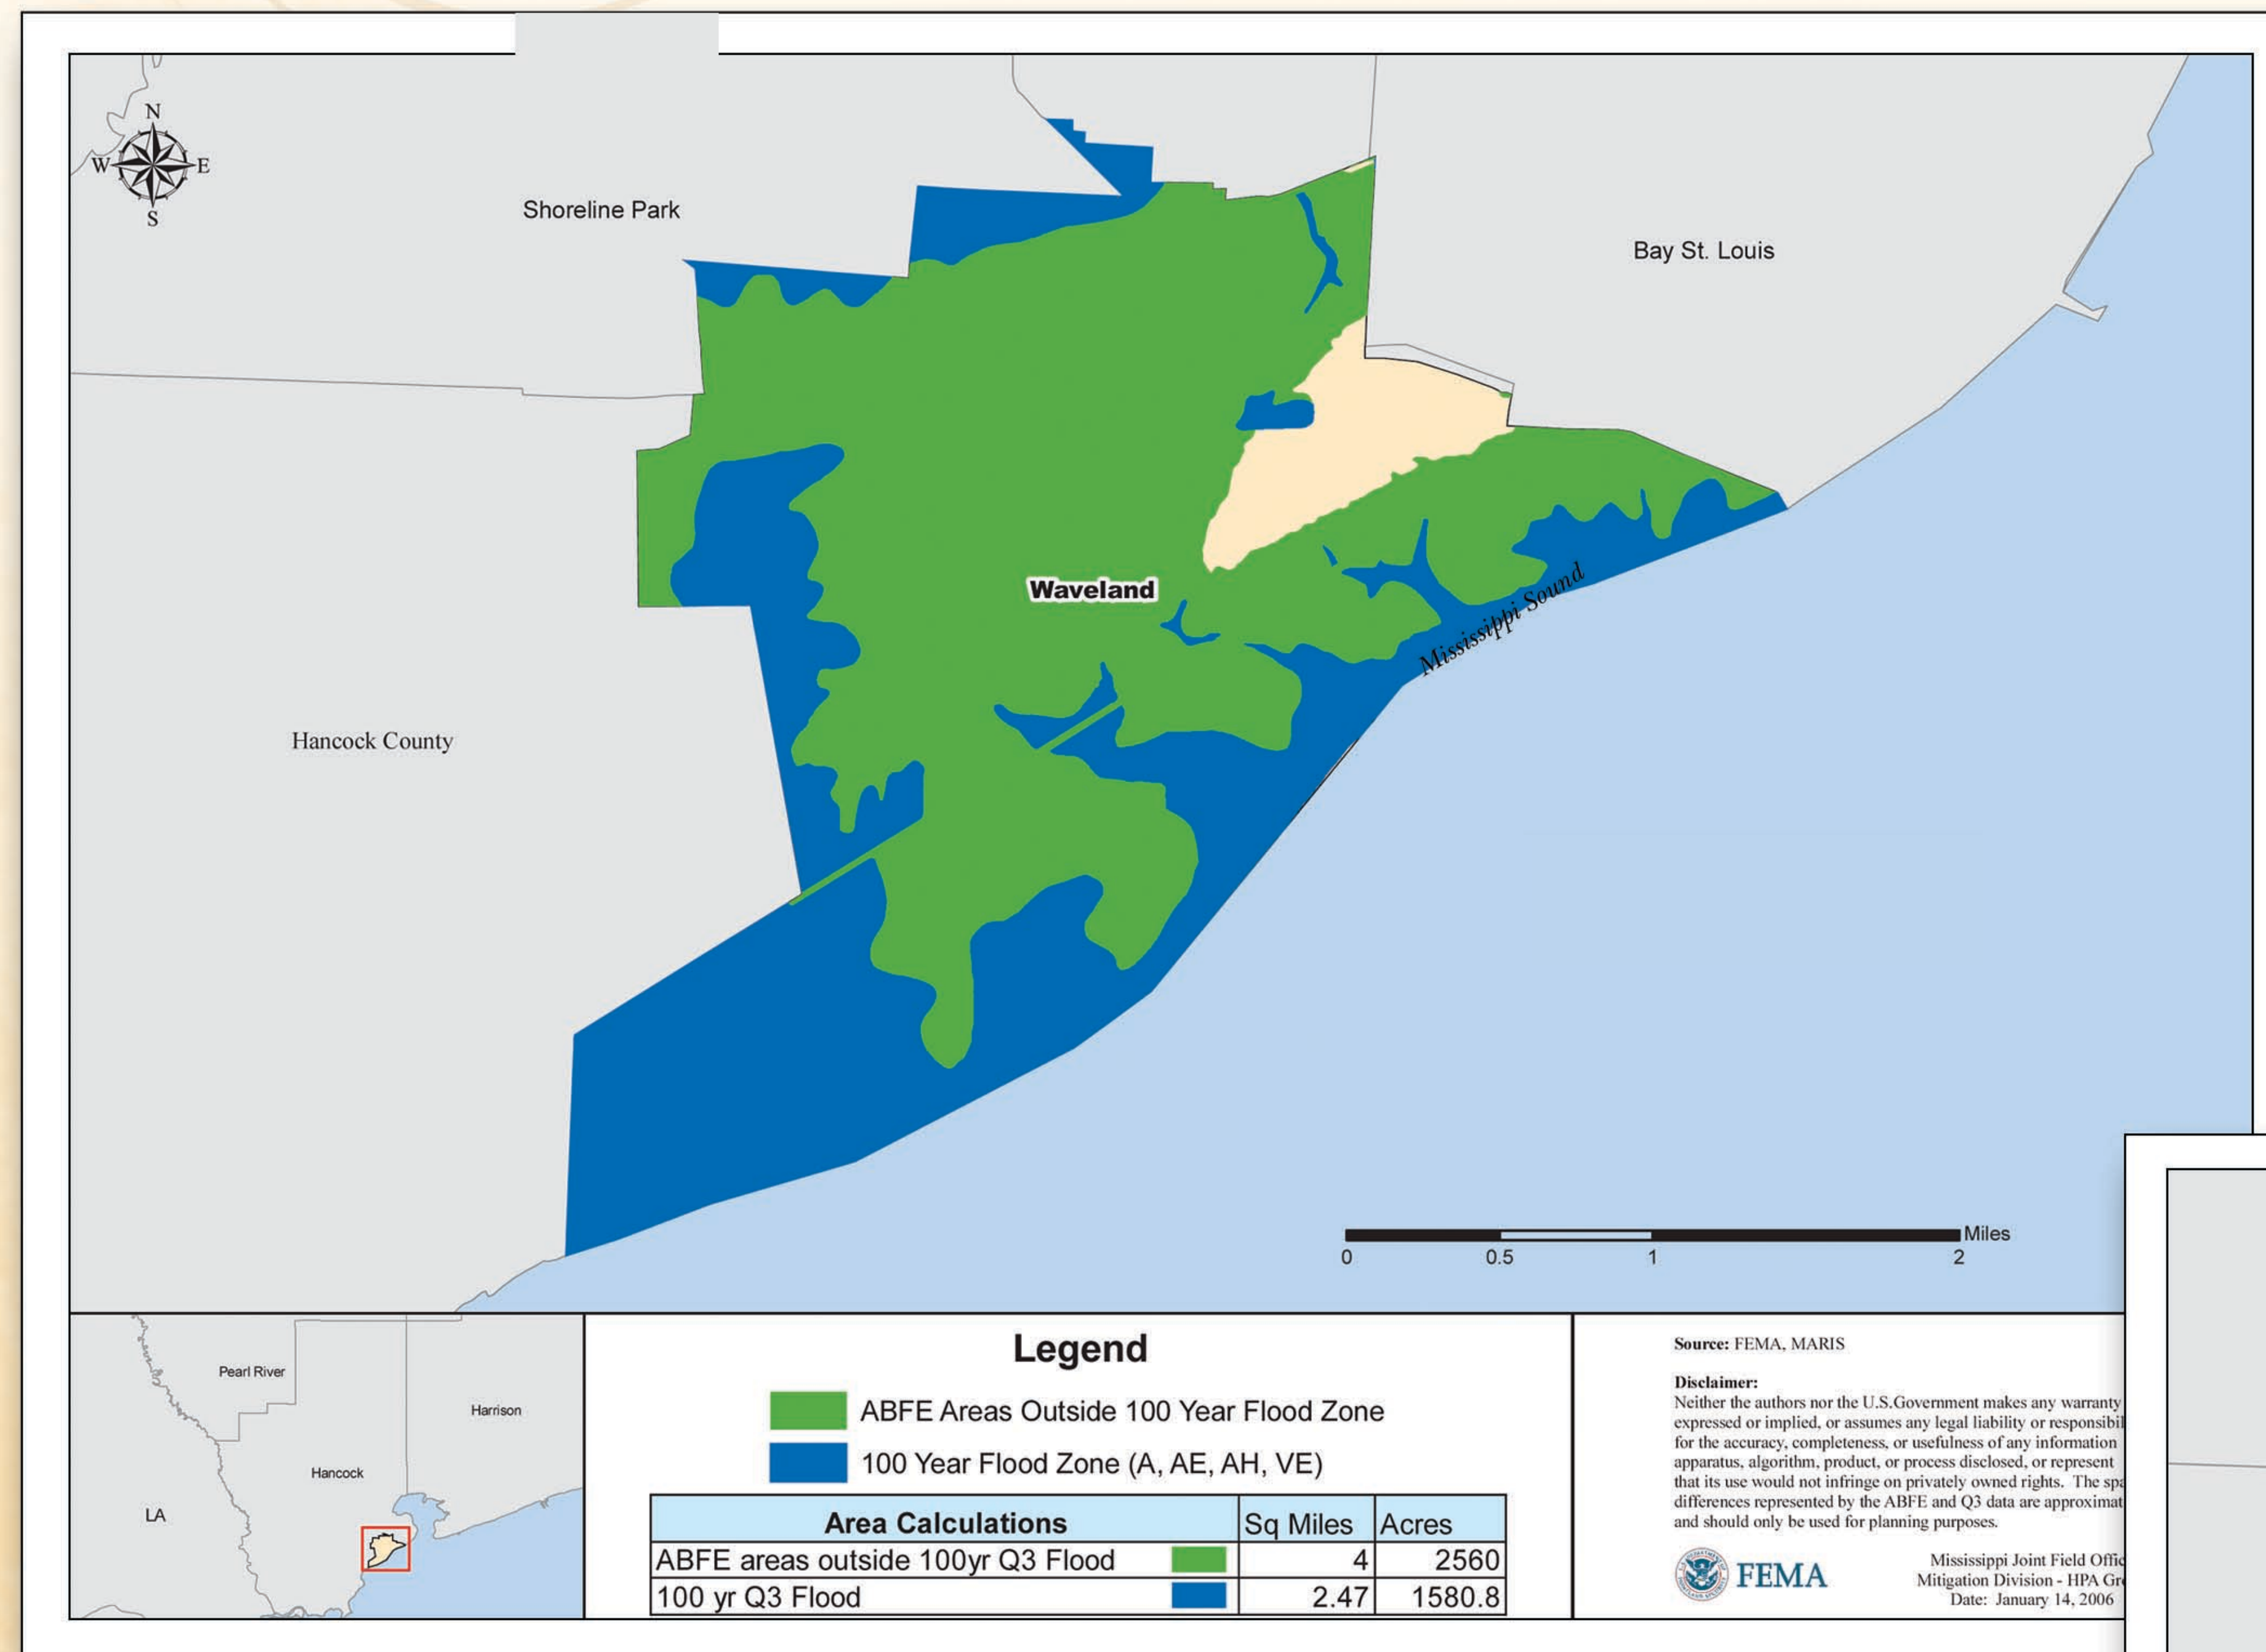 N
W E
S
Shoreline Park
Bay St. Louis
Waveland
Mississippi Sound
Hancock County
Miles
0 0.5 1 2
Pearl River
Harrison
Hancock
LA
Legend
ABFE Areas Outside 100 Year Flood Zone
100 Year Flood Zone (A, AE, AH, VE)
Area Calculations Sq Miles Acres
ABFE areas outside 100yr Q3 Flood 4 2560
100 yr Q3 Flood 2.47 1580.8
Source: FEMA, MARIS
Disclaimer:
Neither the authors nor the U.S.Government makes any warranty
expressed or implied, or assumes any legal liability or
for the accuracy, completeness, or usefulness of any information
apparatus, algorithm, product, or process disclosed, or represent
that its use would not infringe on privately owned rights. The
differences represented by the ABFE and Q3 data are
and should only be used for planning purposes.
FEMA
Mississippi Joint Field
Mitigation Division - HPA
Date: January 14, 2006